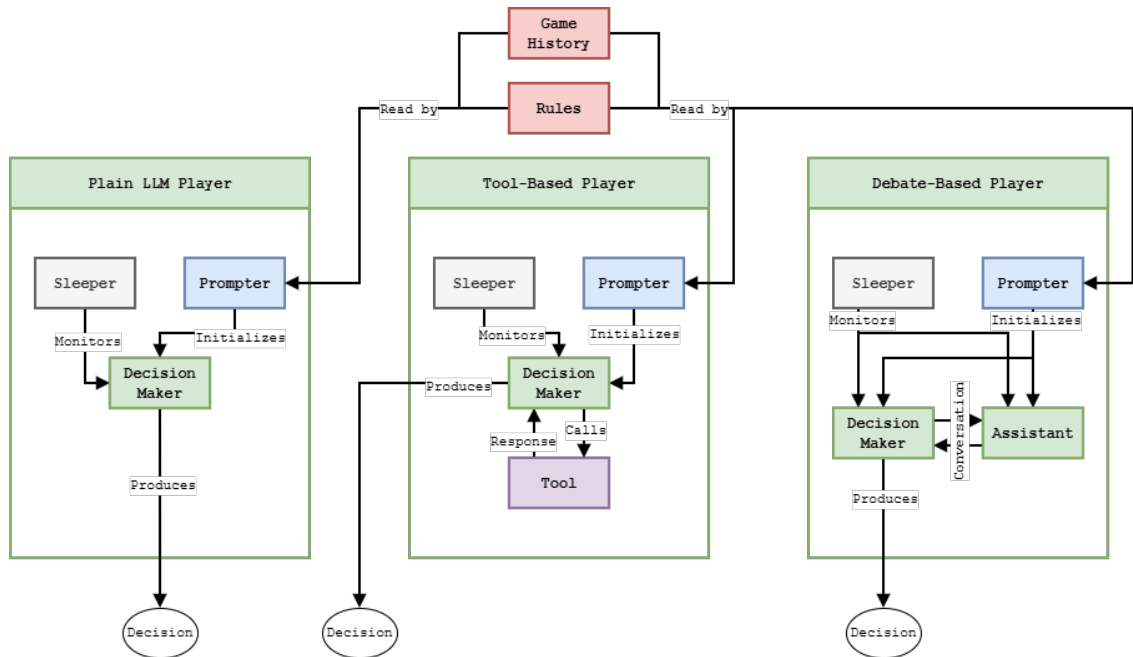 Game
History
Read by
Rules
Read by
Plain LLM Player
Tool-Based Player
Debate-Based Player
Sleeper
Prompter
Sleeper
Prompter
Sleeper
Prompter
Monitors
Initializes
Monitors
Initializes
Monitors
Initializes
Decision
Maker
Produces
Decision
Maker
Response
Calls
Tool
Decision
Maker
Conversation
Assistant
Produces
Produces
Decision
Decision
Decision